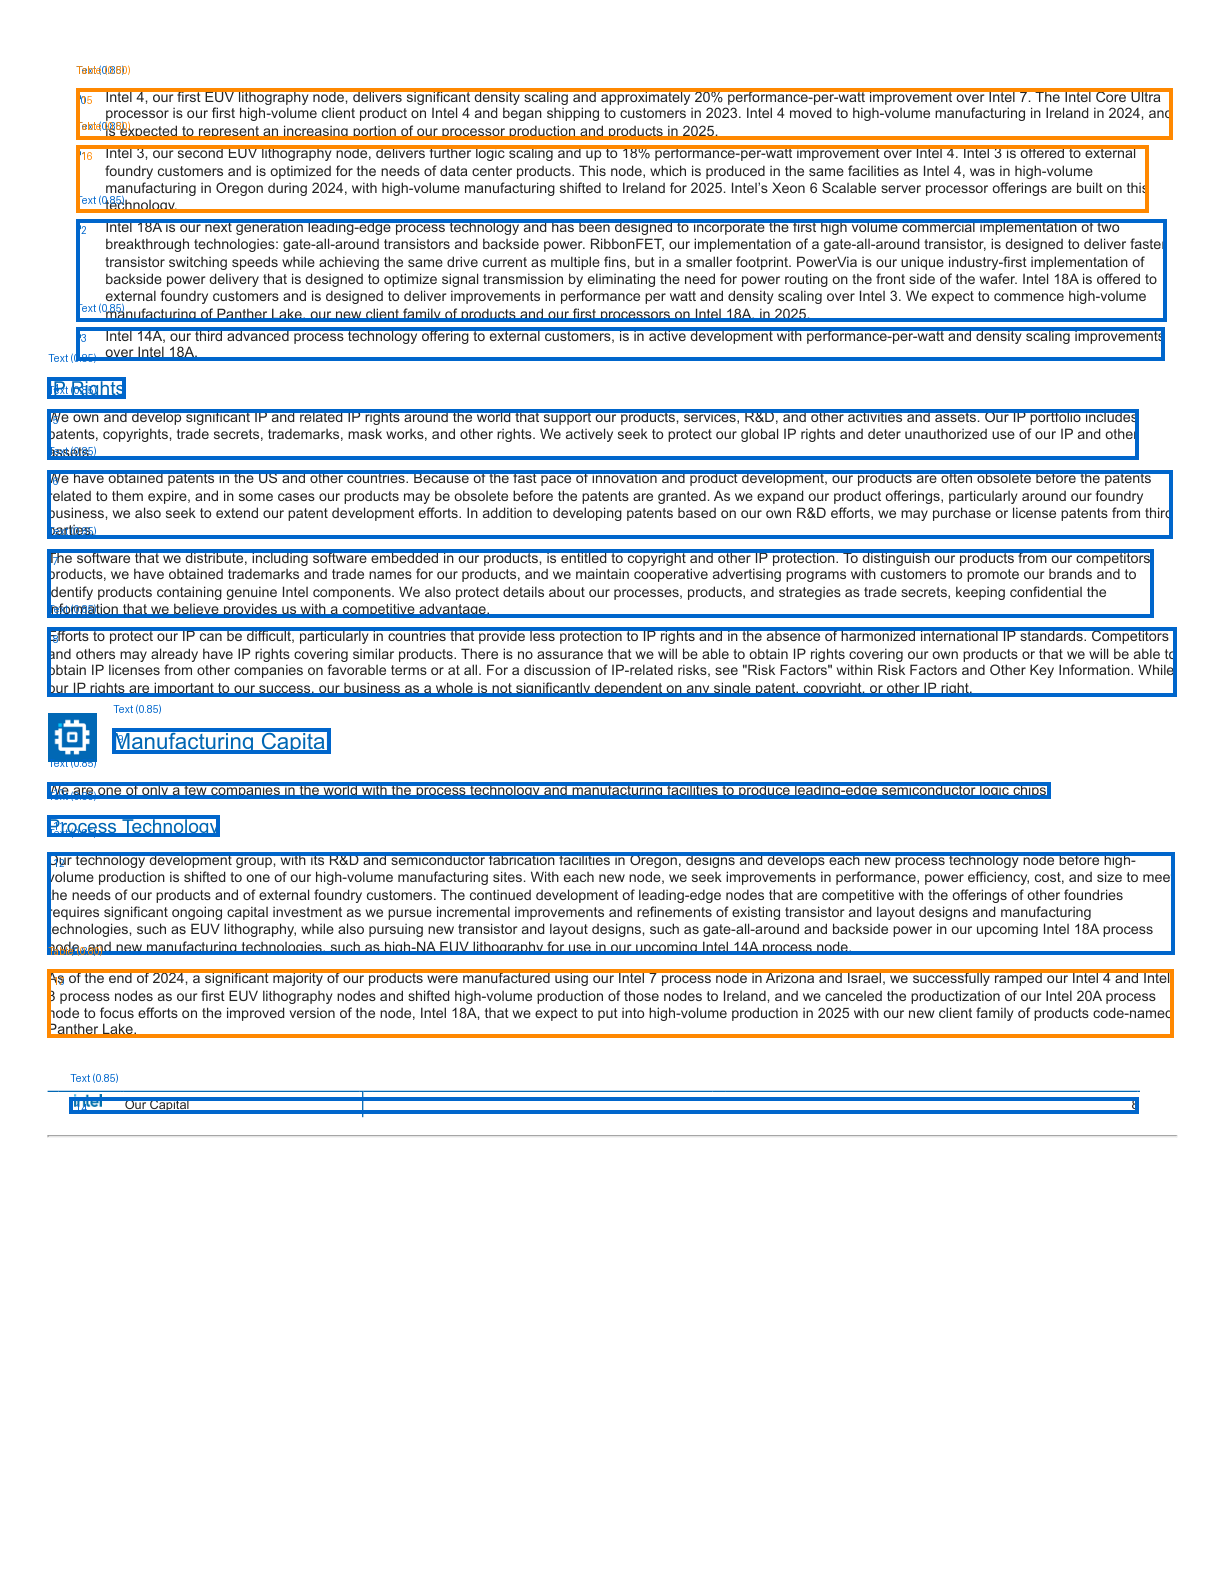 Intel 4, our first EUV lithography node, delivers significant density scaling and approximately 20% performance-per-watt improvement over Intel 7. The Intel Core Ultra
processor is our first high-volume client product on Intel 4 and began shipping to customers in 2023. Intel 4 moved to high-volume manufacturing in Ireland in 2024, and
is expected to represent an increasing portion of our processor production and products in 2025.
Intel 3, our second EUV lithography node, delivers further logic scaling and up to 18% performance-per-watt improvement over Intel 4. Intel 3 is offered to external
foundry customers and is optimized for the needs of data center products. This node, which is produced in the same facilities as Intel 4, was in high-volume
manufacturing in Oregon during 2024, with high-volume manufacturing shifted to Ireland for 2025. Intel's Xeon 6 Scalable server processor offerings are built on this
technology.
Text (0.85)
Intel 18A is our next generation leading-edge process technology and has been designed to incorporate the first high volume commercial implementation of two
breakthrough technologies: gate-all-around transistors and backside power. RibbonFET, our implementation of a gate-all-around transistor, is designed to deliver faster
transistor switching speeds while achieving the same drive current as multiple fins, but in a smaller footprint. PowerVia is our unique industry-first implementation of
backside power delivery that is designed to optimize signal transmission by eliminating the need for power routing on the front side of the wafer. Intel 18A is offered to
external foundry customers and is designed to deliver improvements in performance per watt and density scaling over Intel 3. We expect to commence high-volume
manufacturing of Panther Lake, our new client family of products and our first processors on Intel 18A, in 2025.
Text (0.85)
Intel 14A, our third advanced process technology offering to external customers, is in active development with performance-per-watt and density scaling improvements
over Intel 18A.
Text (0.85)
IP Rights
We own and develop significant IP and related IP rights around the world that support our products, services, R&D, and other activities and assets. Our IP portfolio includes
patents, copyrights, trade secrets, trademarks, mask works, and other rights. We actively seek to protect our global IP rights and deter unauthorized use of our IP and other
assets.
We have obtained patents in the US and other countries. Because of the fast pace of innovation and product development, our products are often obsolete before the patents
related to them expire, and in some cases our products may be obsolete before the patents are granted. As we expand our product offerings, particularly around our foundry
business, we also seek to extend our patent development efforts. In addition to developing patents based on our own R&D efforts, we may purchase or license patents from third
parties.
The software that we distribute, including software embedded in our products, is entitled to copyright and other IP protection. To distinguish our products from our competitors
products, we have obtained trademarks and trade names for our products, and we maintain cooperative advertising programs with customers to promote our brands and to
identify products containing genuine Intel components. We also protect details about our processes, products, and strategies as trade secrets, keeping confidential the
information that we believe provides us with a competitive advantage.
Efforts to protect our IP can be difficult, particularly in countries that provide less protection to IP rights and in the absence of harmonized international IP standards. Competitors
and others may already have IP rights covering similar products. There is no assurance that we will be able to obtain IP rights covering our own products or that we will be able to
obtain IP licenses from other companies on favorable terms or at all. For a discussion of IP-related risks, see "Risk Factors" within Risk Factors and Other Key Information. While
our IP rights are important to our success, our business as a whole is not significantly dependent on any single patent, copyright, or other IP right.
Text (0.85)
Manufacturing Capital
Text (0.85)
We are one of only a few companies in the world with the process technology and manufacturing facilities to produce leading-edge semiconductor logic chips.
Process Technology
Our technology development group, with its R&D and semiconductor fabrication facilities in Oregon, designs and develops each new process technology node before high-
volume production is shifted to one of our high-volume manufacturing sites. With each new node, we seek improvements in performance, power efficiency, cost, and size to meet
the needs of our products and of external foundry customers. The continued development of leading-edge nodes that are competitive with the offerings of other foundries
requires significant ongoing capital investment as we pursue incremental improvements and refinements of existing transistor and layout designs and manufacturing
technologies, such as EUV lithography, while also pursuing new transistor and layout designs, such as gate-all-around and backside power in our upcoming Intel 18A process
node, and new manufacturing technologies, such as high-NA EUV lithography for use in our upcoming Intel 14A process node.
As of the end of 2024, a significant majority of our products were manufactured using our Intel 7 process node in Arizona and Israel, we successfully ramped our Intel 4 and Intel
3 process nodes as our first EUV lithography nodes and shifted high-volume production of those nodes to Ireland, and we canceled the productization of our Intel 20A process
node to focus efforts on the improved version of the node, Intel 18A, that we expect to put into high-volume production in 2025 with our new client family of products code-named
Panther Lake.
Text (0.85)
intel Our Capital 8